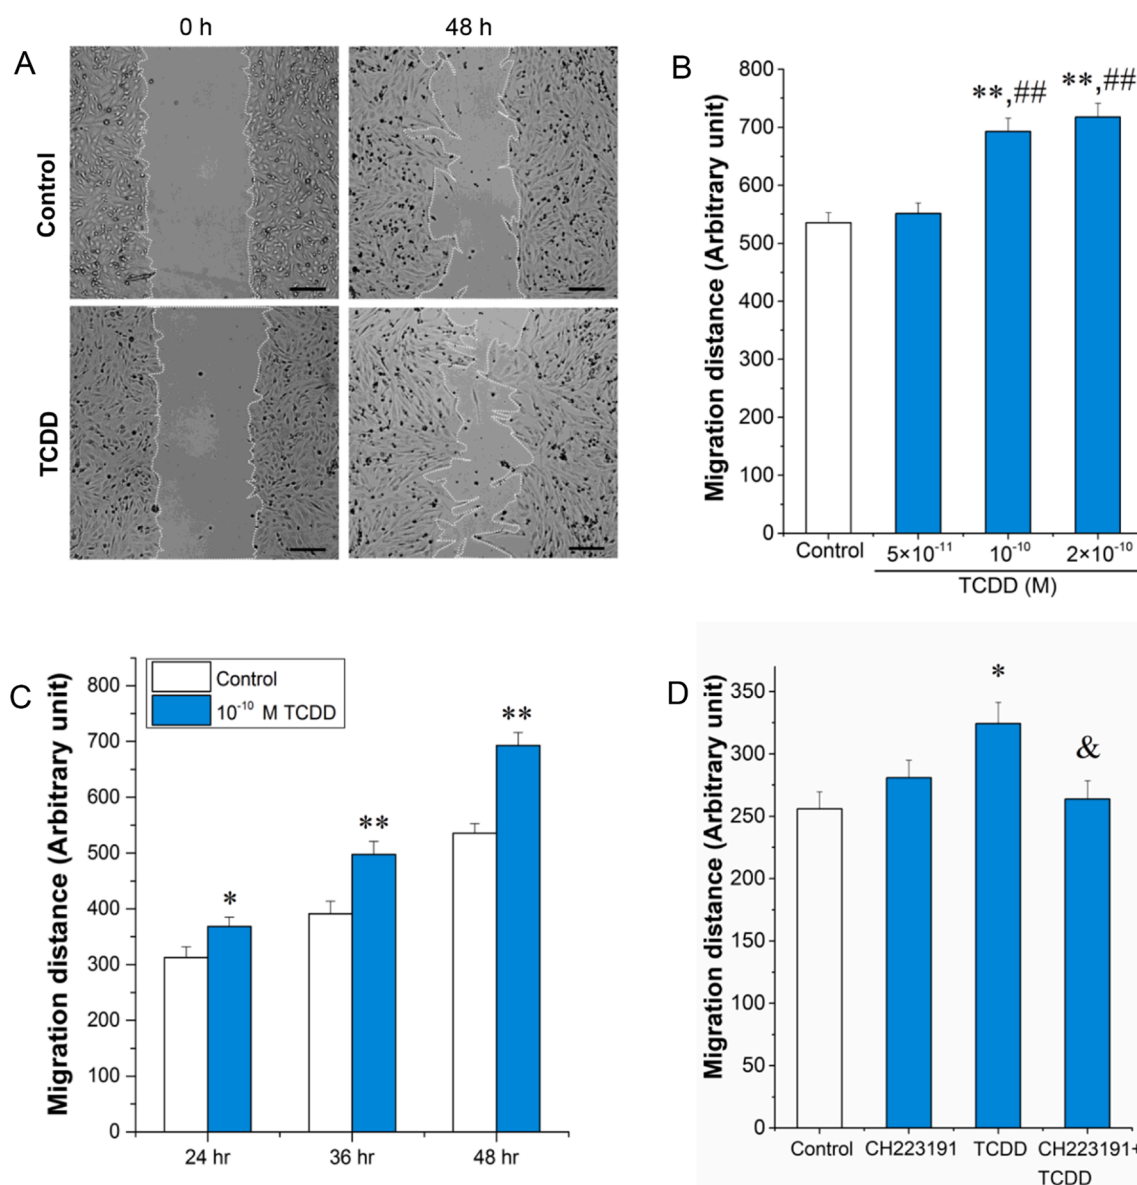 0 h
48 h
A
Control
TCDD
B
Migration distance (Arbitrary unit)
800
700
600
500
400
300
200
100
0
**,##
**,##
Control
5×10⁻¹¹
10⁻¹⁰
2×10⁻¹⁰
TCDD (M)
C
Migration distance (Arbitrary unit)
800
700
600
500
400
300
200
100
0
Control
10⁻¹⁰ M TCDD
*
**
**
24 hr
36 hr
48 hr
D
Migration distance (Arbitrary unit)
350
300
250
200
150
100
50
0
*
&
Control
CH223191
TCDD
CH223191+
TCDD